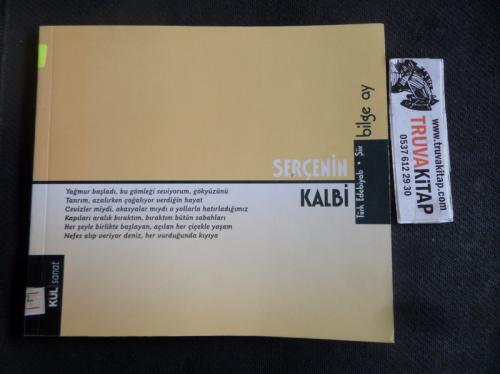 SERÇENİN
KALBİ
Türk Edebiyatı • Şiir
bilge ay
Yağmur başladı, bu gömleği seviyorum, gökyüzünü
Tanrım, azalırken çoğalıyor verdiğin hayat
Cevizler miydi, akasyalar mıydı o yollarla hatırladığımız
Kapıları aralık bıraktım, bıraktım bütün sabahları
Her şeyle birlikte başlayan, açılan her çiçekle yaşam
Nefes alıp veriyor deniz, her vurduğunda kıyıya
KÜL sanat
www.truvakitap.com
TRUVAKİTAP
0537 612 29 30